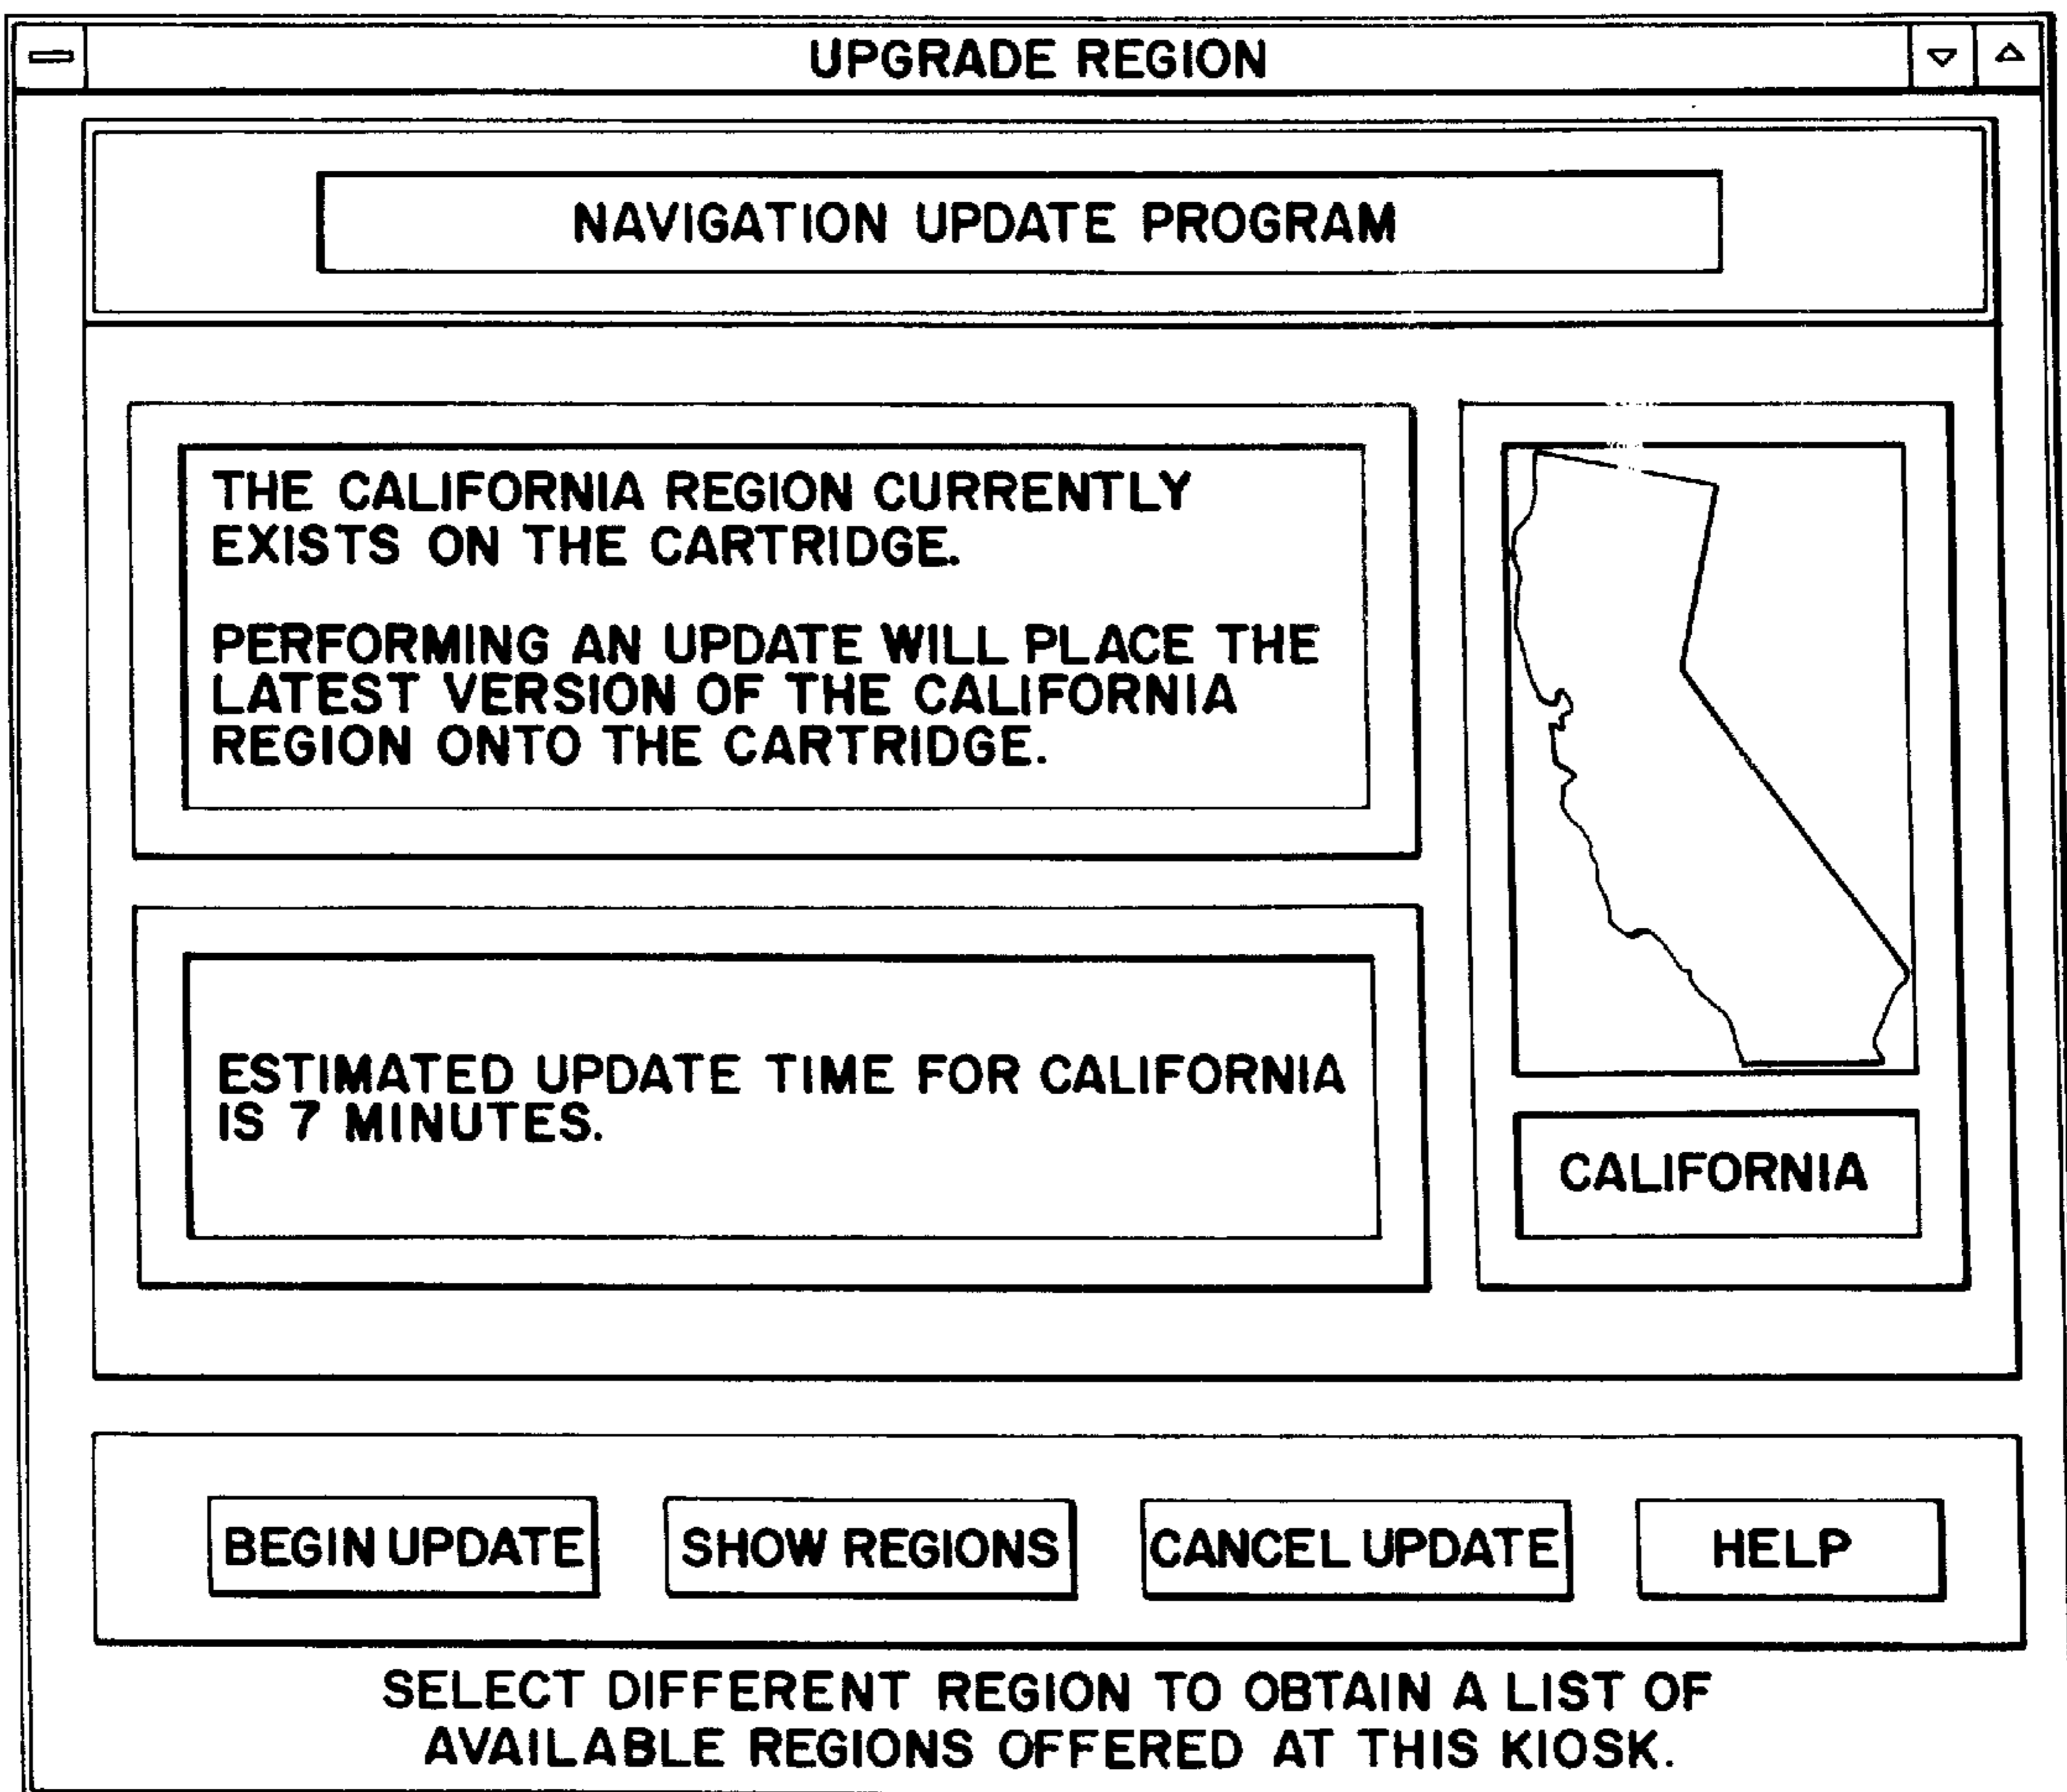 UPGRADE REGION
NAVIGATION UPDATE PROGRAM
THE CALIFORNIA REGION CURRENTLY
EXISTS ON THE CARTRIDGE.
PERFORMING AN UPDATE WILL PLACE THE
LATEST VERSION OF THE CALIFORNIA
REGION ONTO THE CARTRIDGE.
ESTIMATED UPDATE TIME FOR CALIFORNIA
IS 7 MINUTES.
CALIFORNIA
BEGIN UPDATE
SHOW REGIONS
CANCEL UPDATE
HELP
SELECT DIFFERENT REGION TO OBTAIN A LIST OF
AVAILABLE REGIONS OFFERED AT THIS KIOSK.